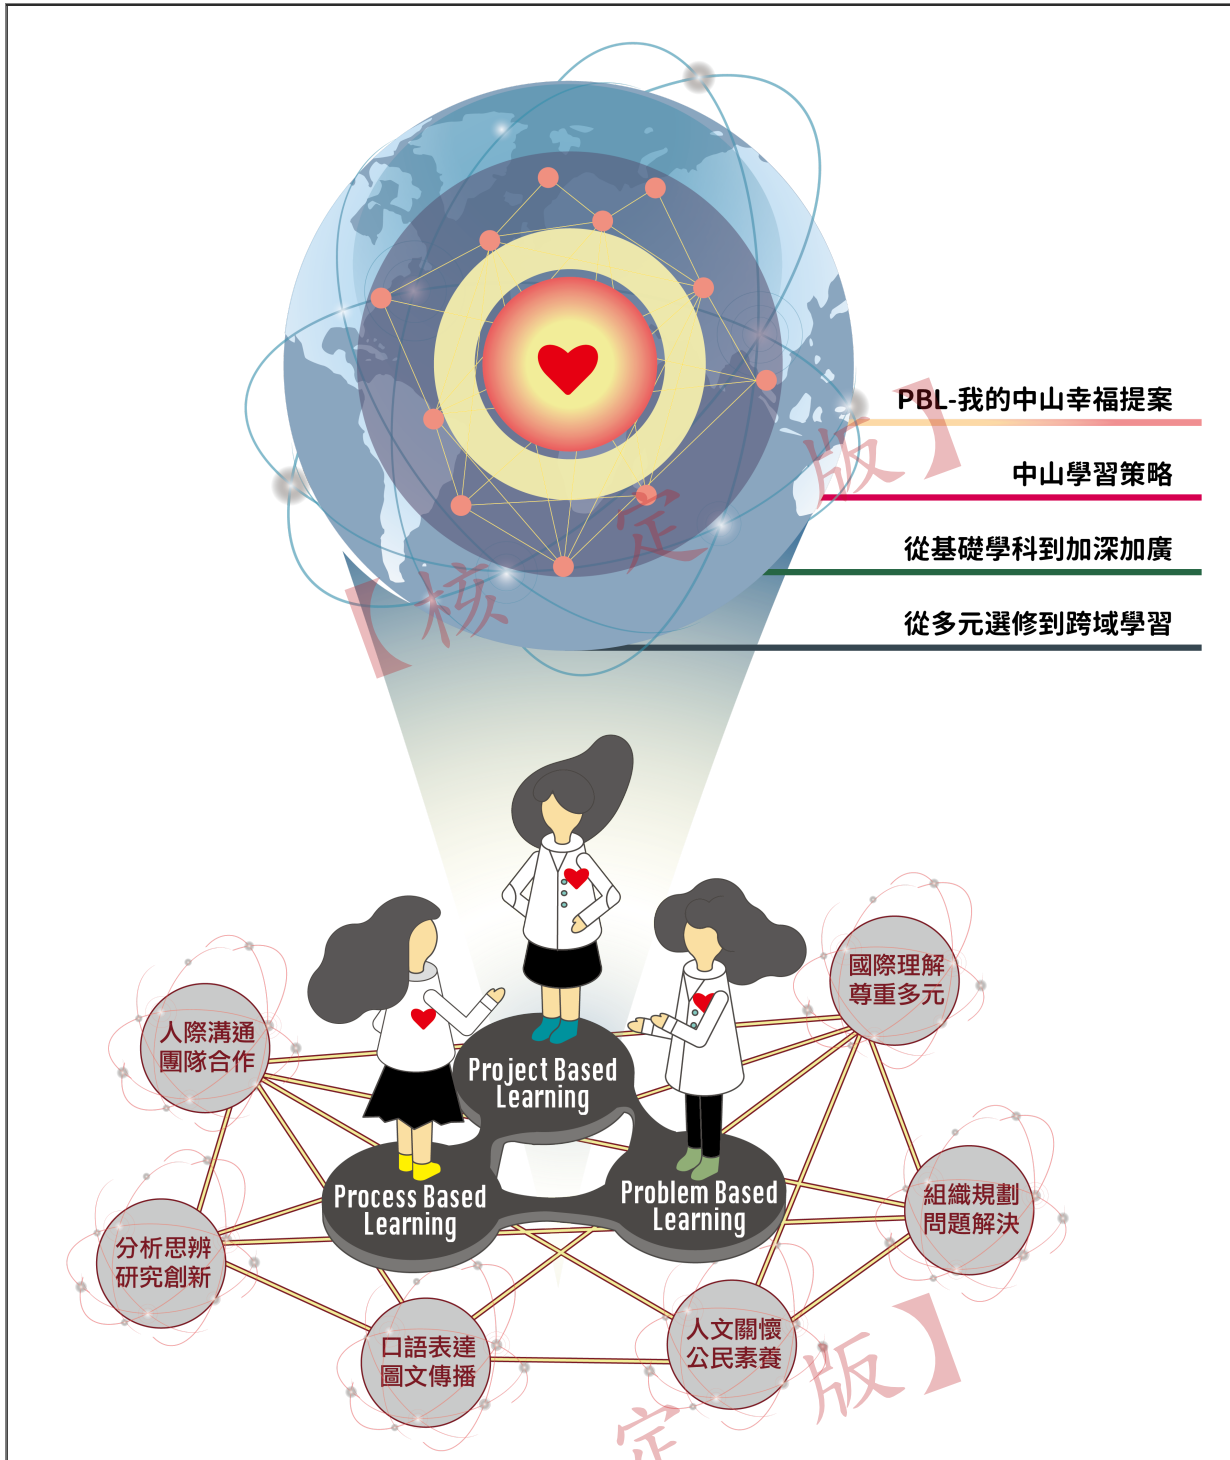 PBL-我的中山幸福提案
中山學習策略
從基礎學科到加深加廣
從多元選修到跨域學習
【核定版】
Project Based
Learning
Process Based
Learning
Problem Based
Learning
國際理解
尊重多元
人際溝通
團隊合作
組織規劃
問題解決
分析思辨
研究創新
口語表達
圖文傳播
人文關懷
公民素養
定版】